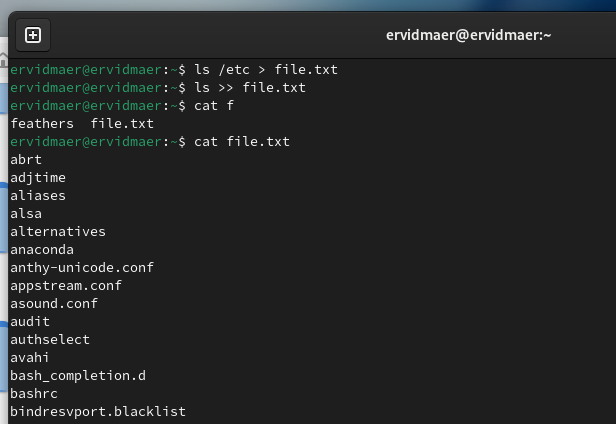 ervidmaer@ervidmaer:~
ervidmaer@ervidmaer:~$ ls /etc > file.txt
ervidmaer@ervidmaer:~$ ls >> file.txt
ervidmaer@ervidmaer:~$ cat f
feathers  file.txt
ervidmaer@ervidmaer:~$ cat file.txt
abrt
adjtime
aliases
alsa
alternatives
anaconda
anthy-unicode.conf
appstream.conf
asound.conf
audit
authselect
avahi
bash_completion.d
bashrc
bindresvport.blacklist